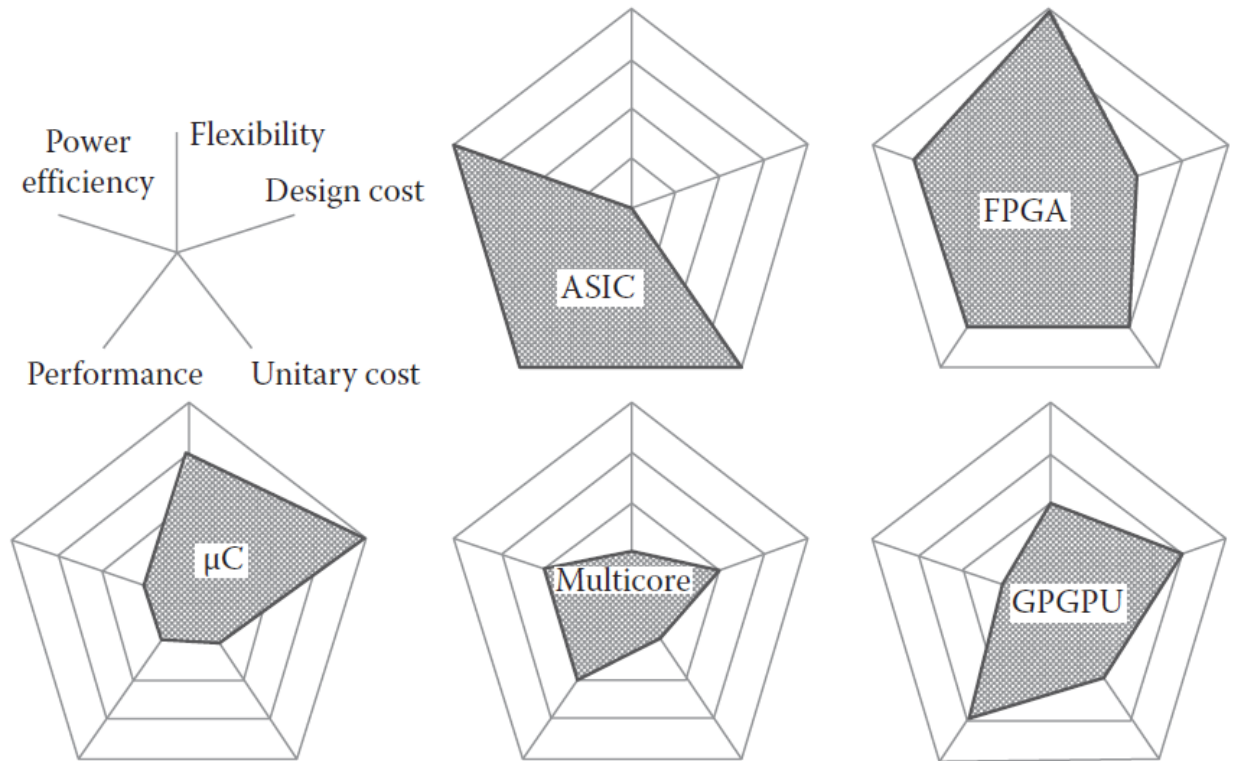 Power
efficiency
Flexibility
Design cost
Performance
Unitary cost
ASIC
FPGA
μC
Multicore
GPGPU